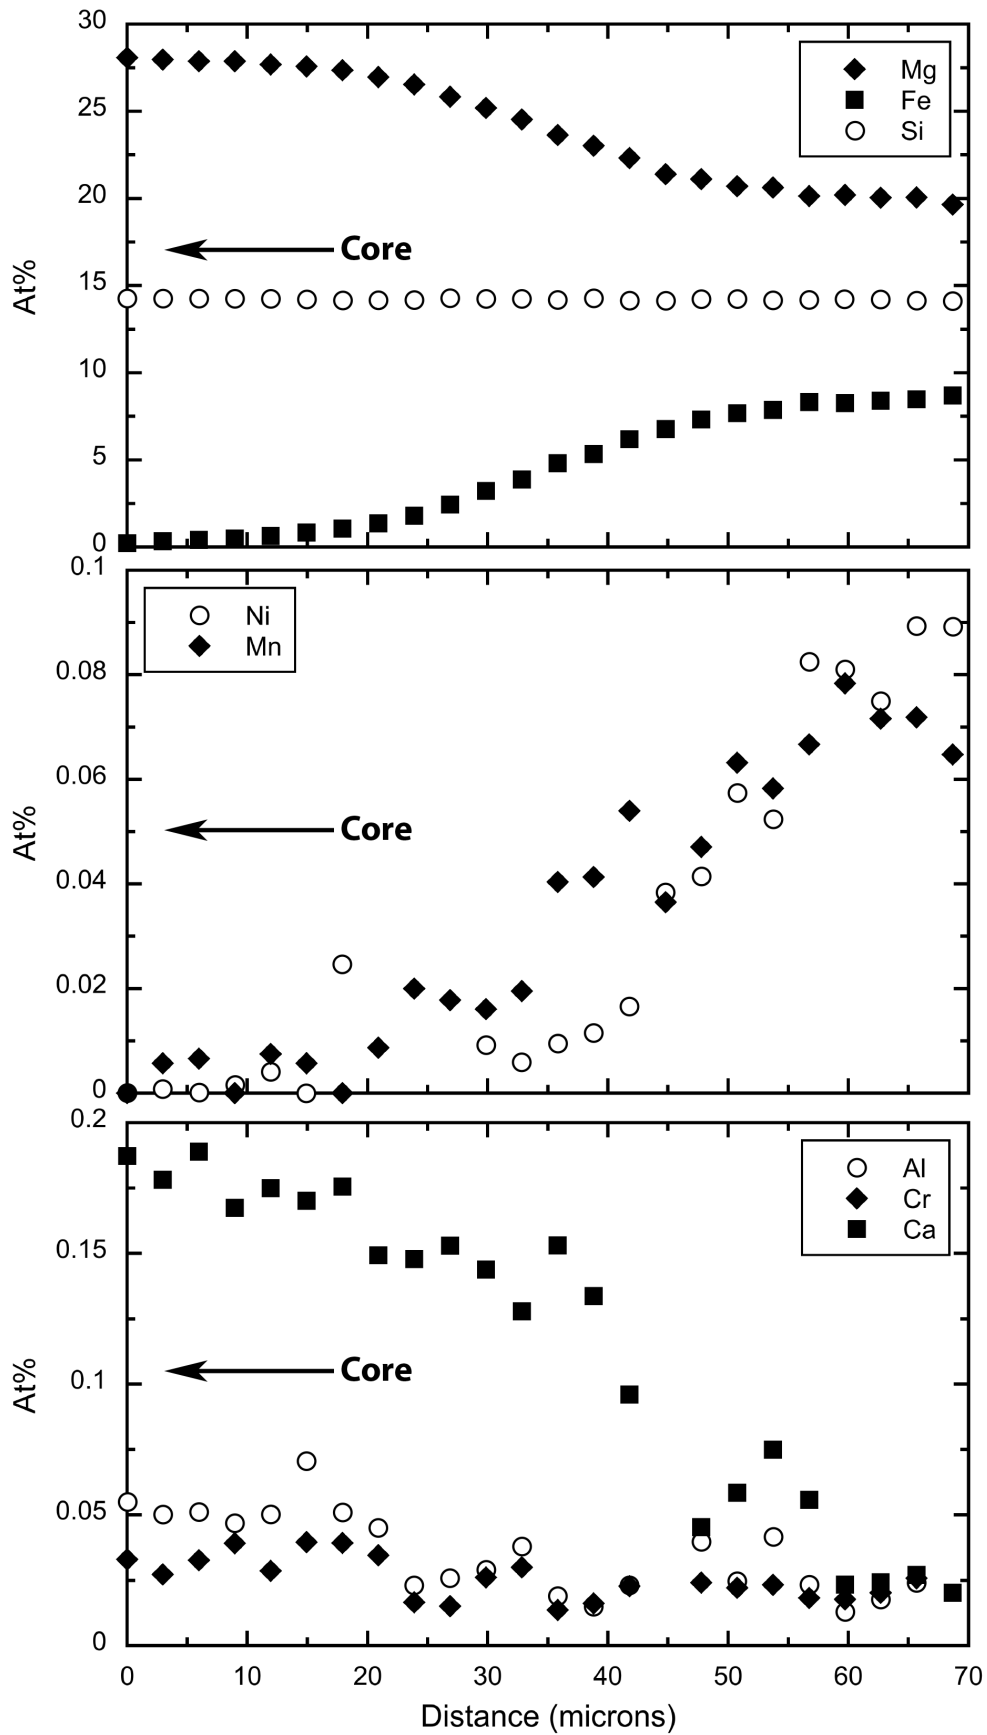 30
25
20
15
10
5
0
At%
Mg
Fe
Si
Core
0.1
0.08
0.06
0.04
0.02
0
At%
Ni
Mn
Core
0.2
0.15
0.1
0.05
0
At%
Al
Cr
Ca
Core
0 10 20 30 40 50 60 70
Distance (microns)